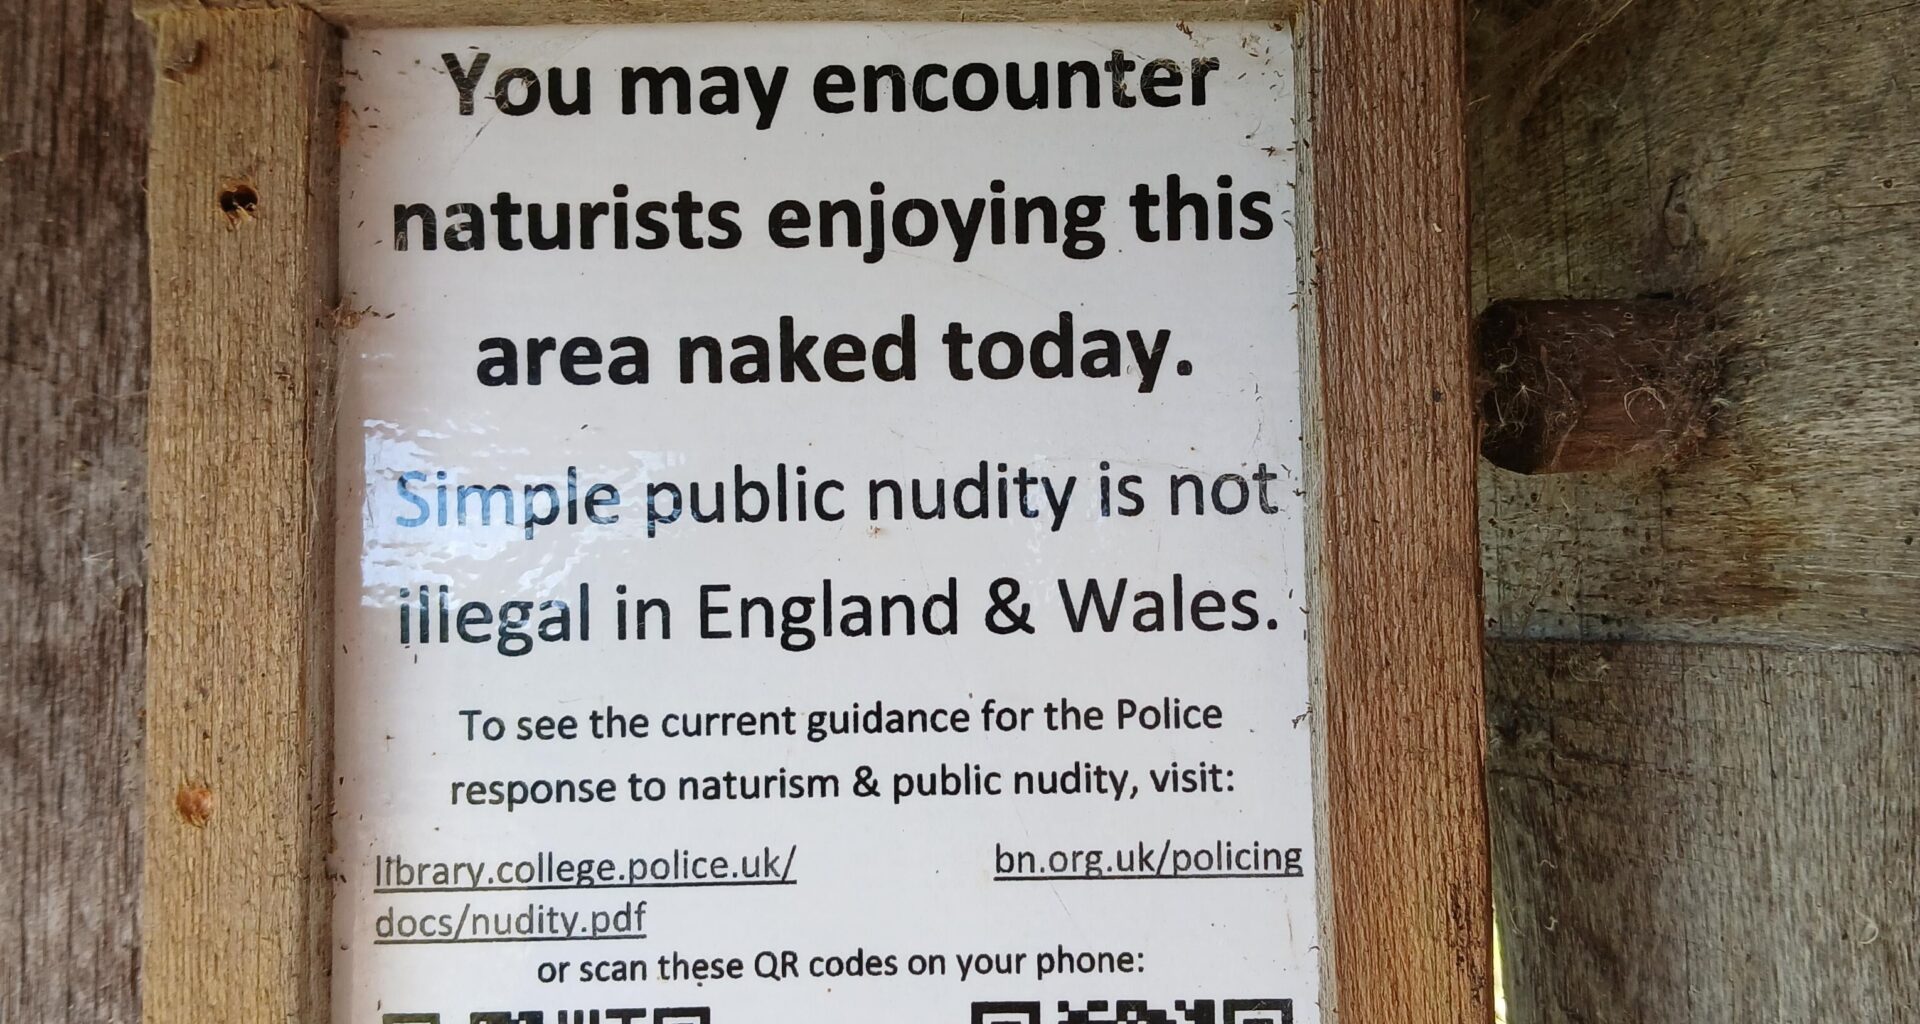 You may encounter
naturists enjoying this
area naked today.
Simple public nudity is not
illegal in England & Wales.
To see the current guidance for the Police
response to naturism & public nudity, visit:
library.college.police.uk/
docs/nudity.pdf
bn.org.uk/policing
or scan these QR codes on your phone: